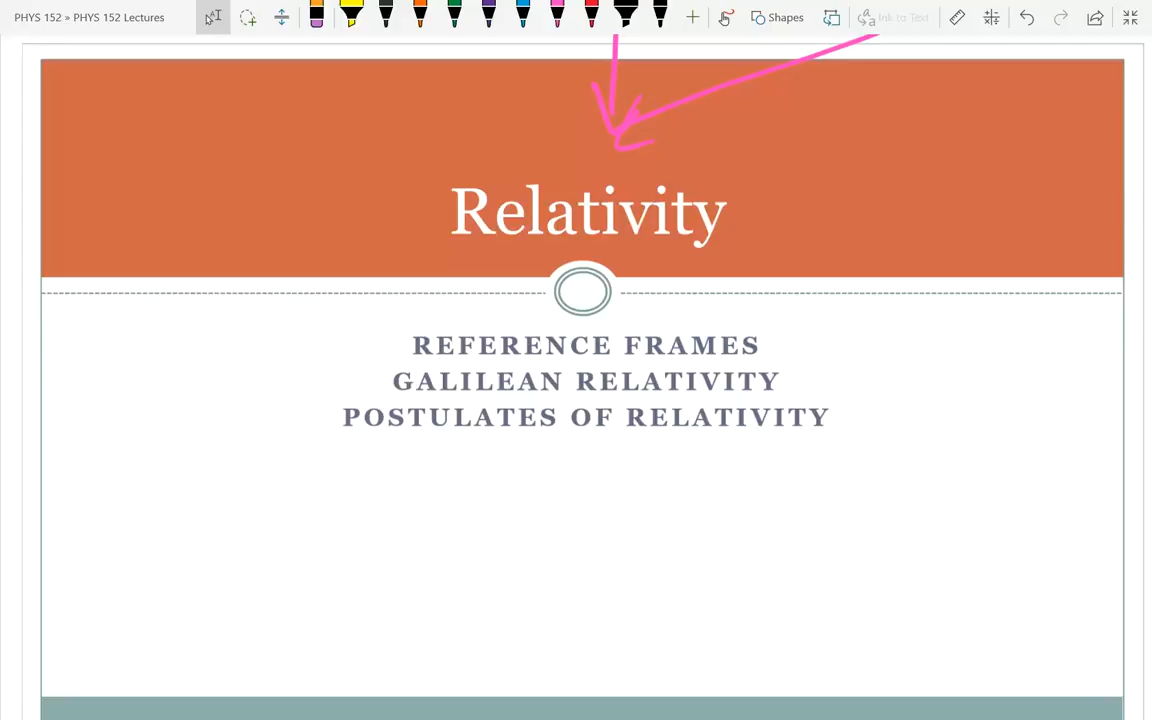 PHYS 152 » PHYS 152 Lectures
Shapes
Ink to Text
Relativity
REFERENCE FRAMES
GALILEAN RELATIVITY
POSTULATES OF RELATIVITY